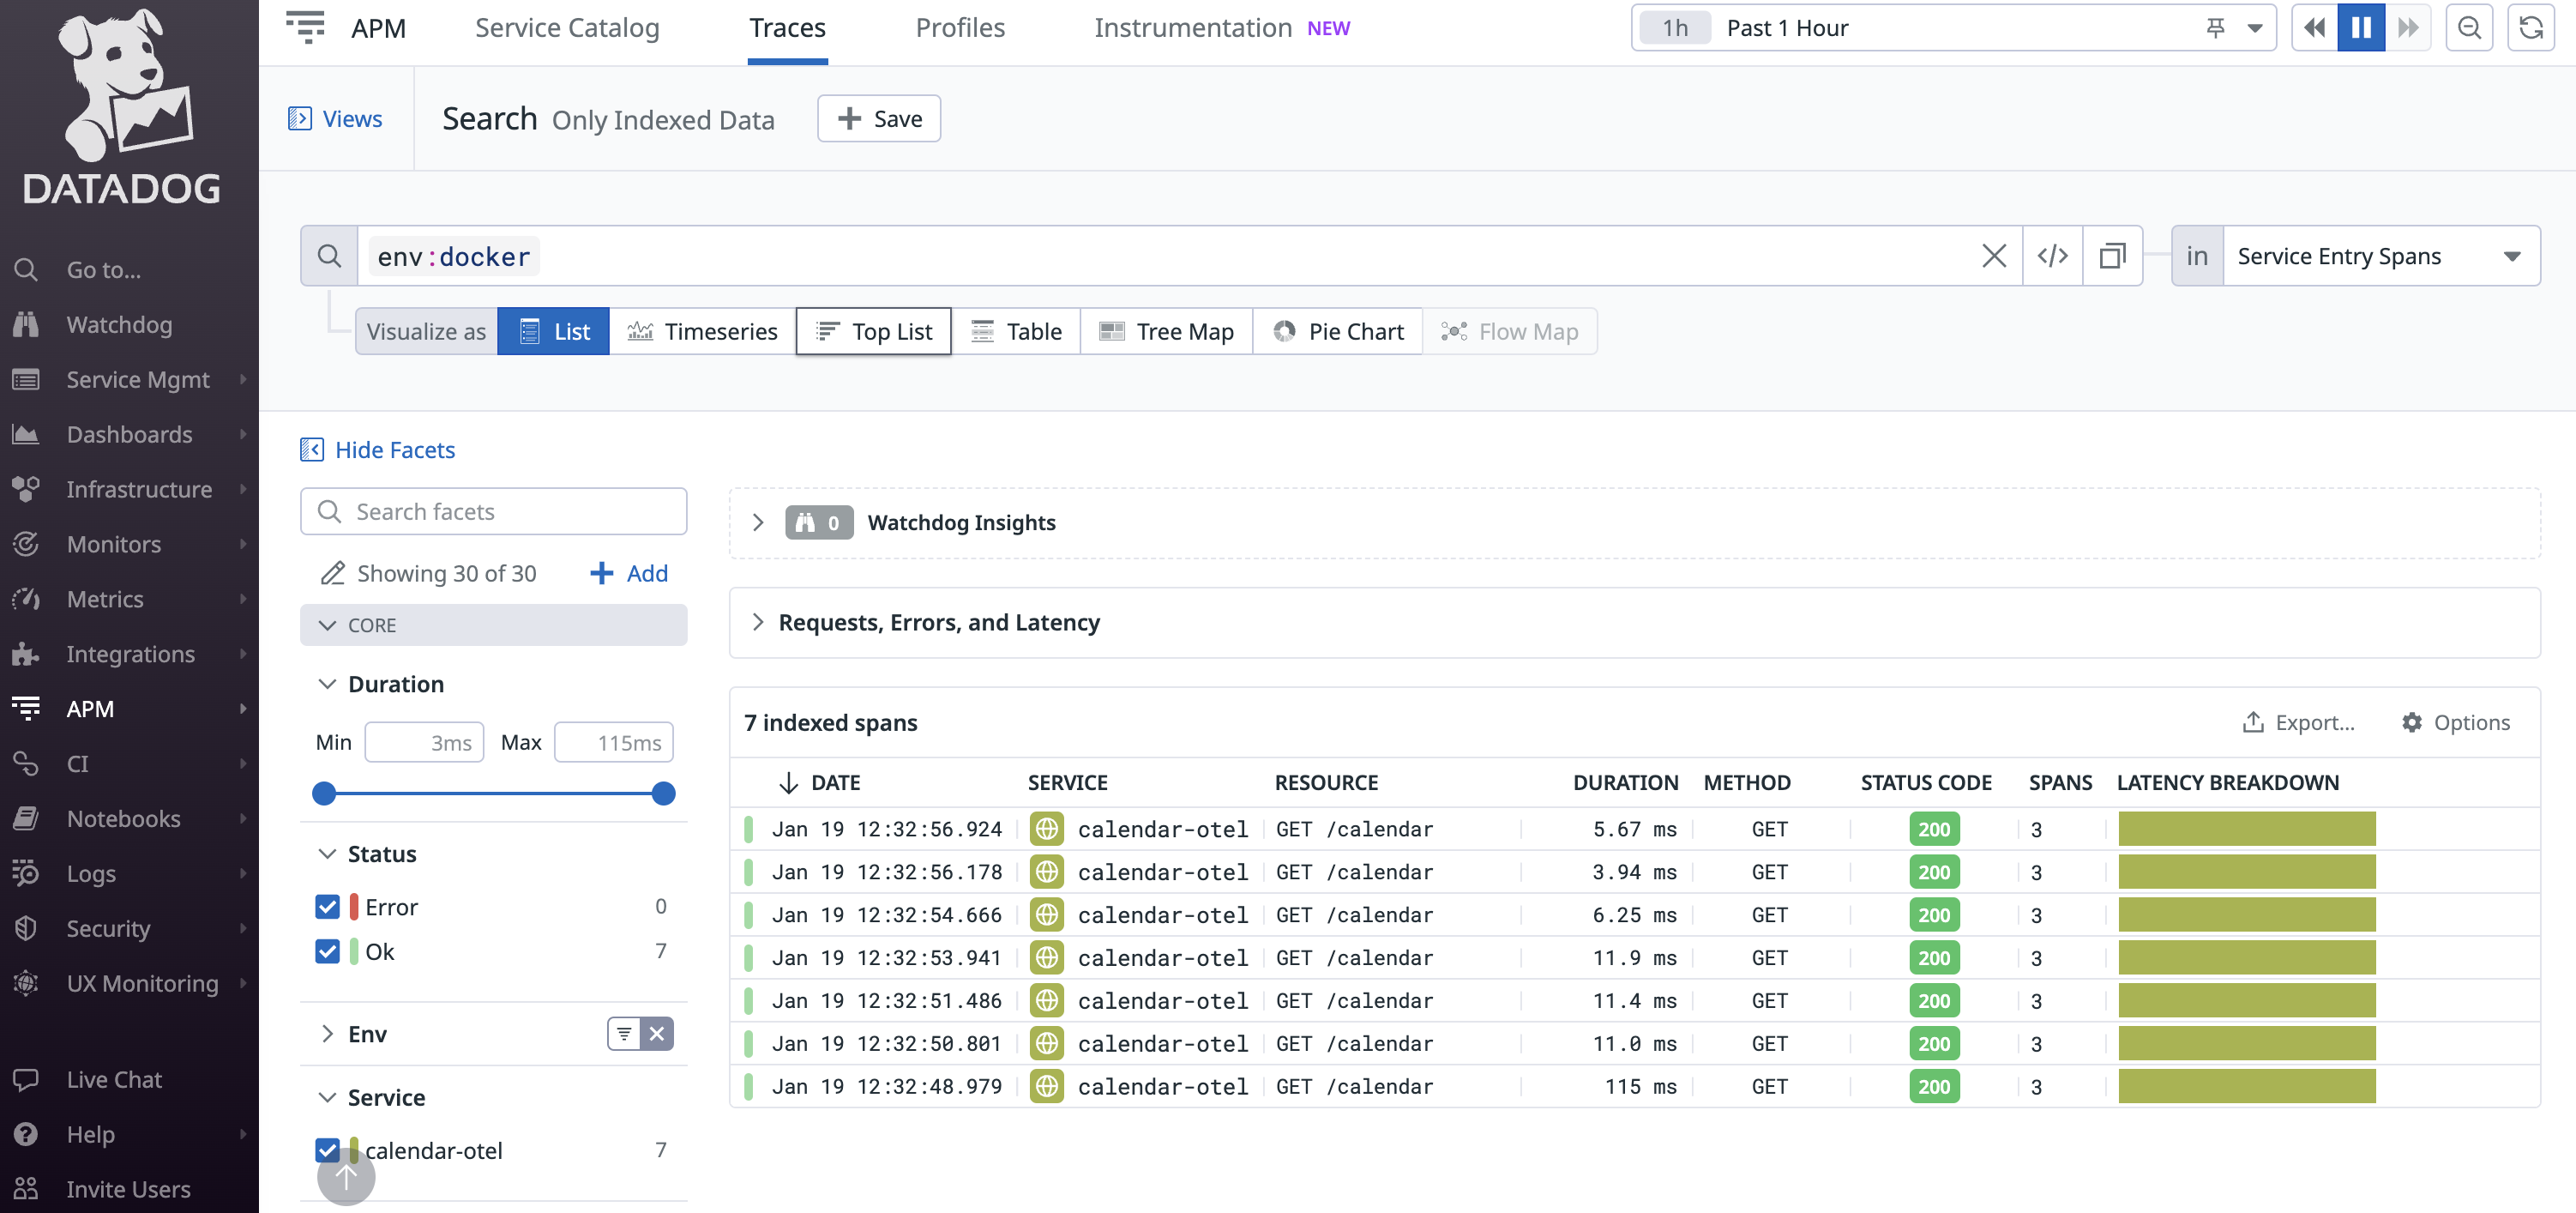 DATADOG
Go to...
Watchdog
Service Mgmt
Dashboards
Infrastructure
Monitors
Metrics
Integrations
APM
CI
Notebooks
Logs
Security
UX Monitoring
Live Chat
Help
Invite Users
APM Service Catalog Traces Profiles Instrumentation NEW 1h Past 1 Hour
Views Search Only Indexed Data Save
env:docker in Service Entry Spans
Visualize as List Timeseries Top List Table Tree Map Pie Chart Flow Map
Hide Facets
Search facets
Showing 30 of 30 Add
CORE
Duration
Min 3ms Max 115ms
Status
Error 0
Ok 7
Env
Service
calendar-otel 7
0 Watchdog Insights
Requests, Errors, and Latency
7 indexed spans Export... Options
DATE SERVICE RESOURCE DURATION METHOD STATUS CODE SPANS LATENCY BREAKDOWN
Jan 19 12:32:56.924 calendar-otel GET /calendar 5.67 ms GET 200 3
Jan 19 12:32:56.178 calendar-otel GET /calendar 3.94 ms GET 200 3
Jan 19 12:32:54.666 calendar-otel GET /calendar 6.25 ms GET 200 3
Jan 19 12:32:53.941 calendar-otel GET /calendar 11.9 ms GET 200 3
Jan 19 12:32:51.486 calendar-otel GET /calendar 11.4 ms GET 200 3
Jan 19 12:32:50.801 calendar-otel GET /calendar 11.0 ms GET 200 3
Jan 19 12:32:48.979 calendar-otel GET /calendar 115 ms GET 200 3